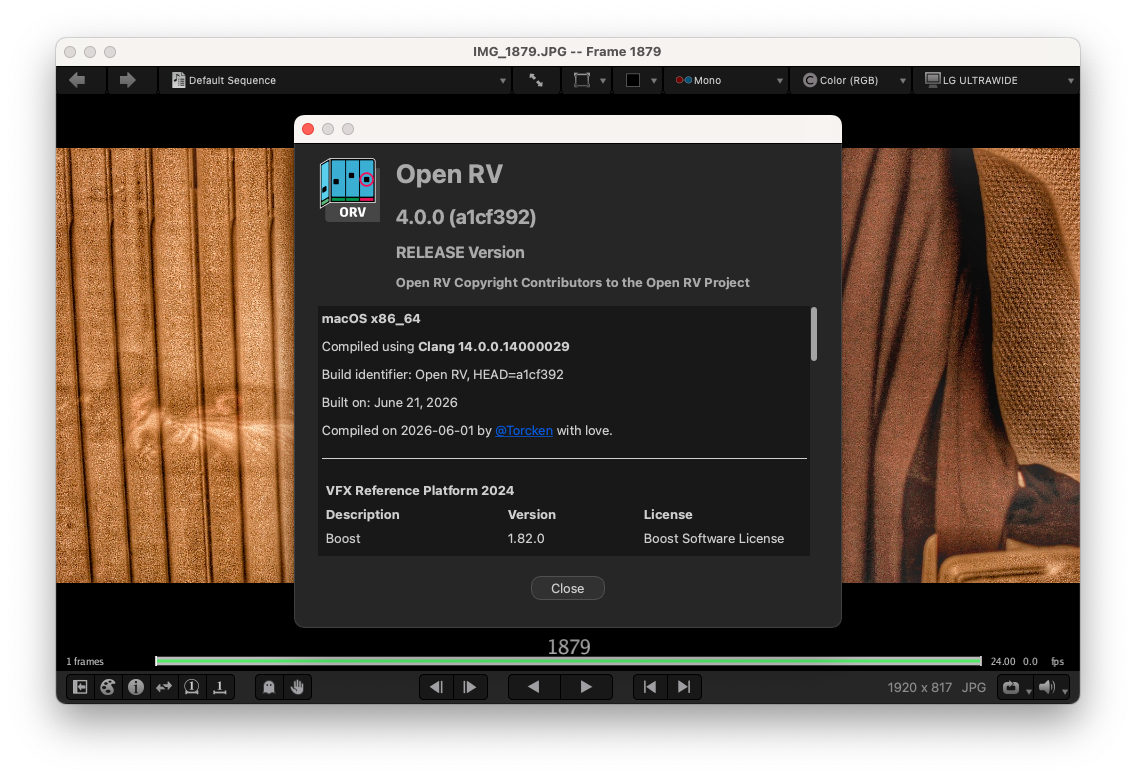 IMG_1879.JPG -- Frame 1879
Default Sequence
Mono
Color (RGB)
LG ULTRAWIDE
ORV
Open RV
4.0.0 (a1cf392)
RELEASE Version
Open RV Copyright Contributors to the Open RV Project
macOS x86_64
Compiled using Clang 14.0.0.14000029
Build identifier: Open RV, HEAD=a1cf392
Built on: June 21, 2026
Compiled on 2026-06-01 by @Torcken with love.
VFX Reference Platform 2024
Description Version License
Boost 1.82.0 Boost Software License
Close
1879
1 frames
24.00 0.0 fps
1920 x 817 JPG